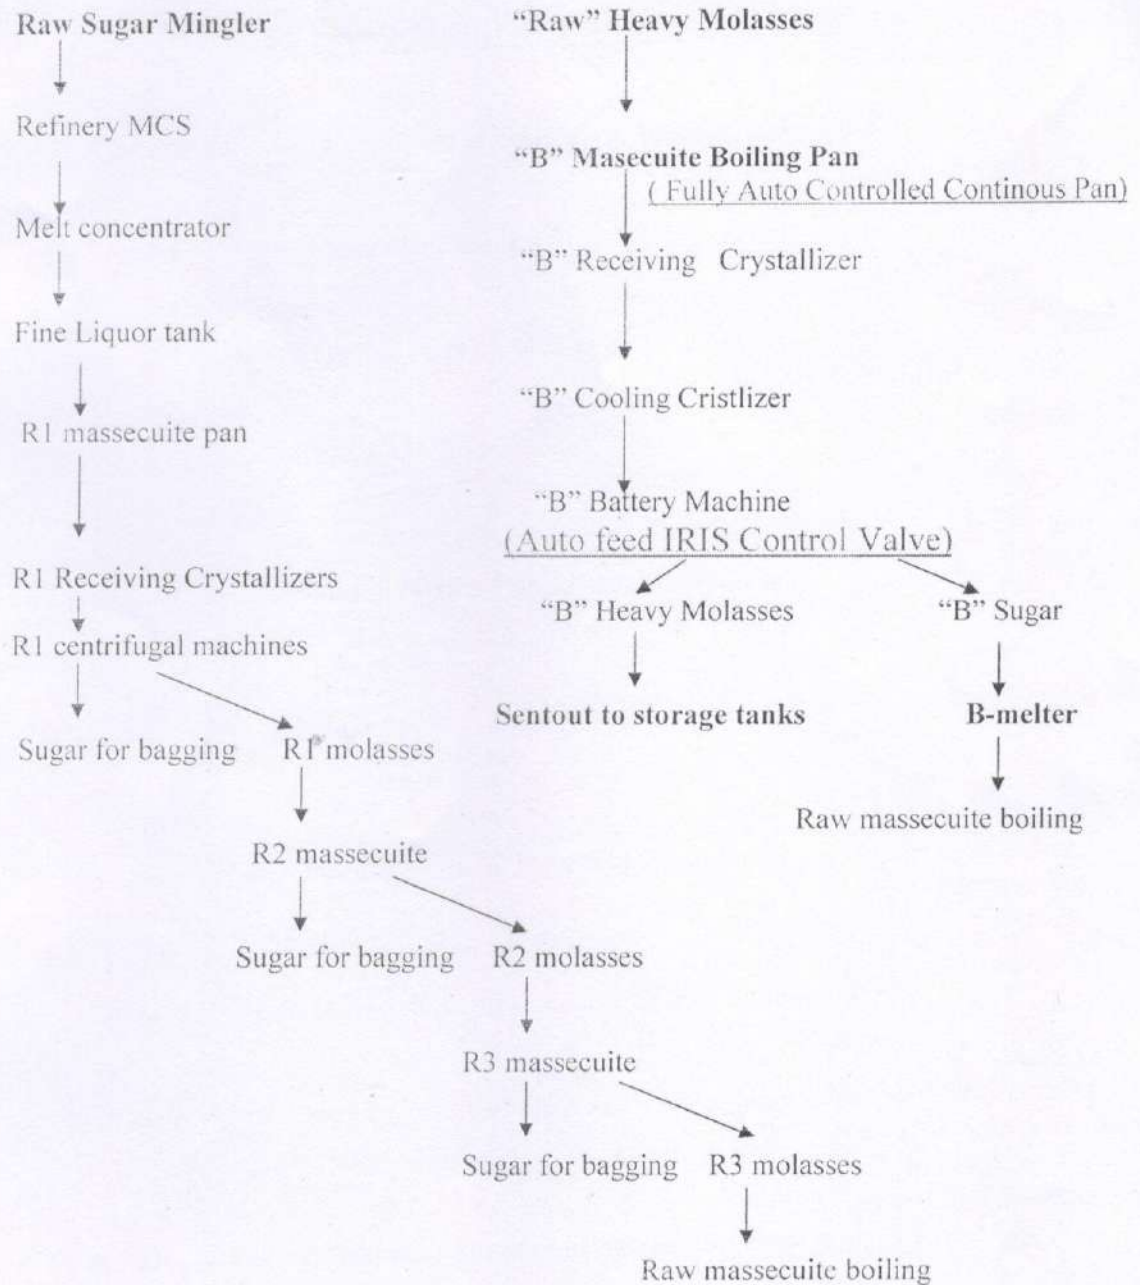 Raw Sugar Mingler
Refinery MCS
Melt concentrator
Fine Liquor tank
R1 massecuite pan
R1 Receiving Crystallizers
R1 centrifugal machines
Sugar for bagging R1 molasses
R2 massecuite
Sugar for bagging R2 molasses
R3 massecuite
Sugar for bagging R3 molasses
Raw massecuite boiling
“Raw” Heavy Molasses
“B” Masecuite Boiling Pan
( Fully Auto Controlled Continous Pan)
“B” Receiving Crystallizer
“B” Cooling Cristlizer
“B” Battery Machine
(Auto feed IRIS Control Valve)
“B” Heavy Molasses “B” Sugar
Sentout to storage tanks B-melter
Raw massecuite boiling